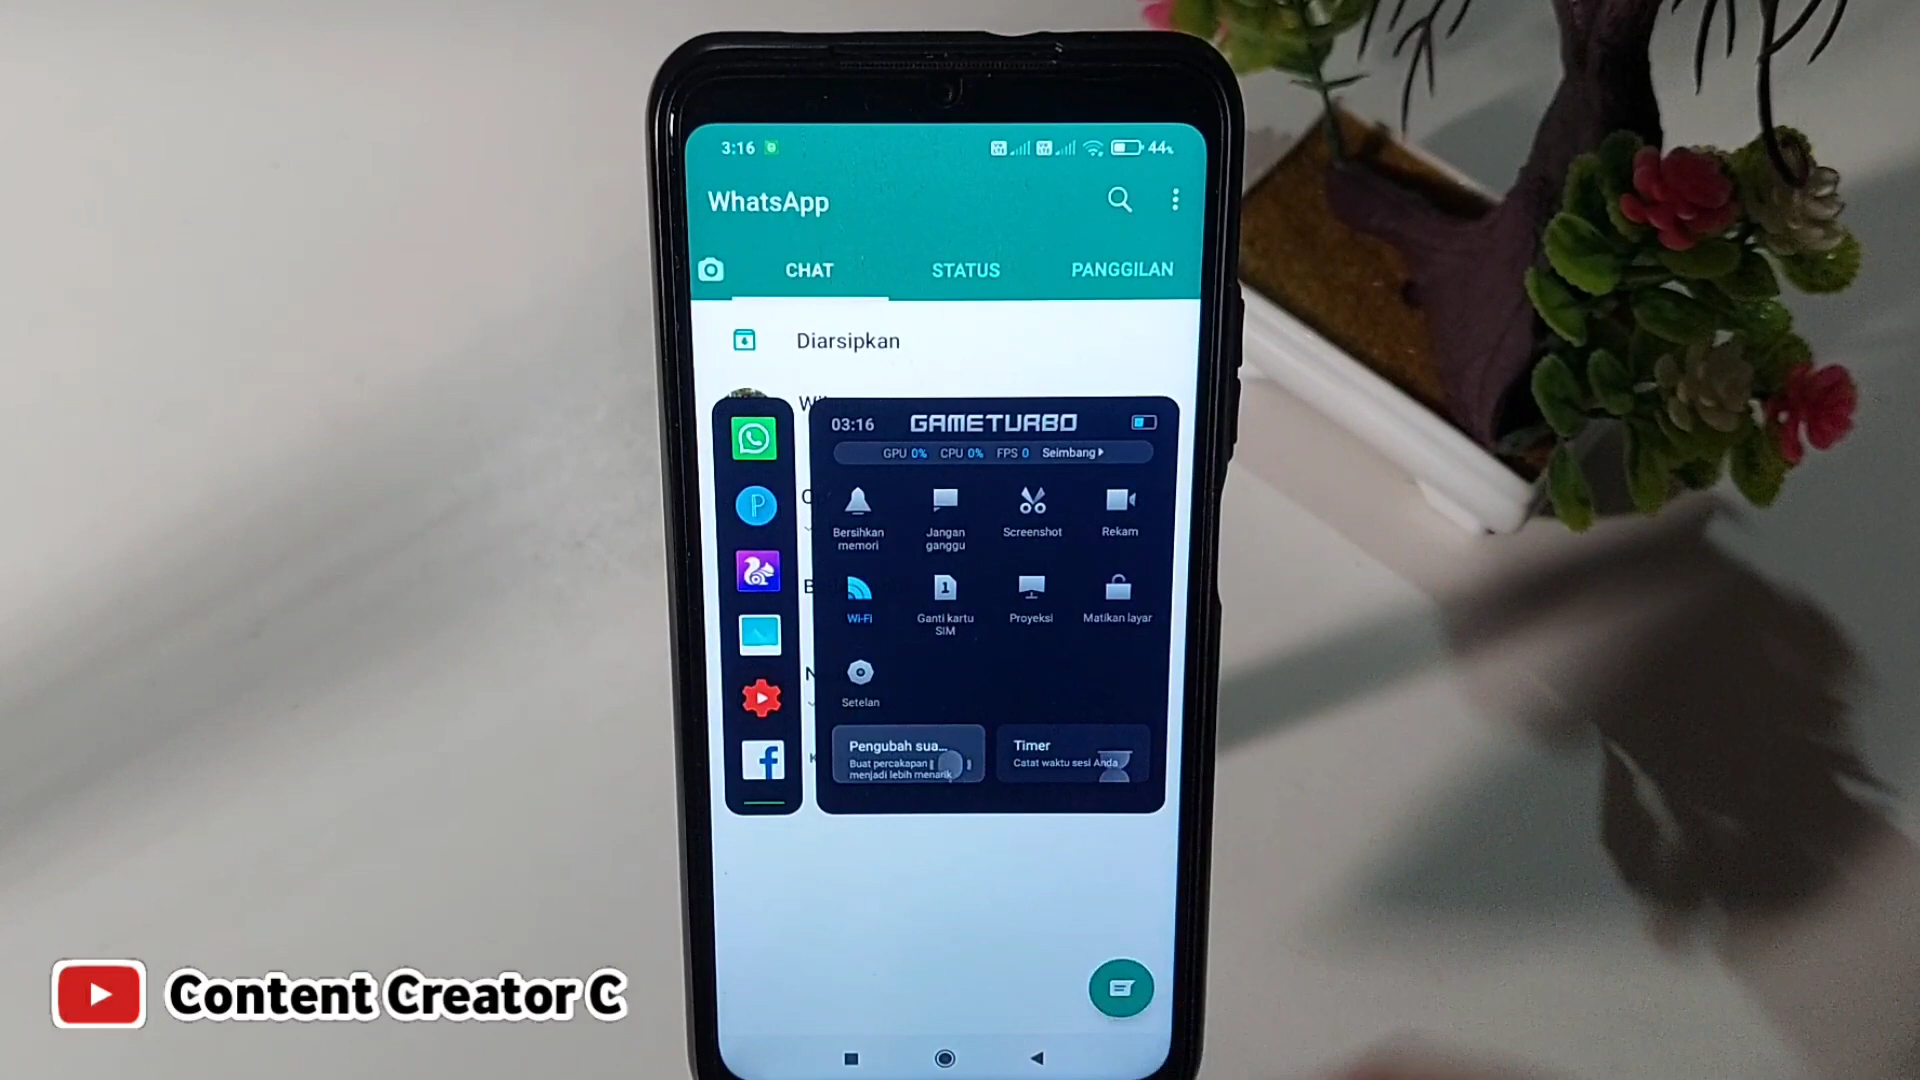 3:16 44%
WhatsApp
CHAT STATUS PANGGILAN
Diarsipkan
03:16 GAMETURBO
GPU 0% CPU 0% FPS 0 Seimbang
Bersihkan memori
Jangan ganggu
Screenshot
Rekam
Wi-Fi
Ganti kartu SIM
Proyeksi
Matikan layar
Setelan
Pengubah sua...
Buat percakapan
menjadi lebih menarik
Timer
Catat waktu sesi Anda
Content Creator C